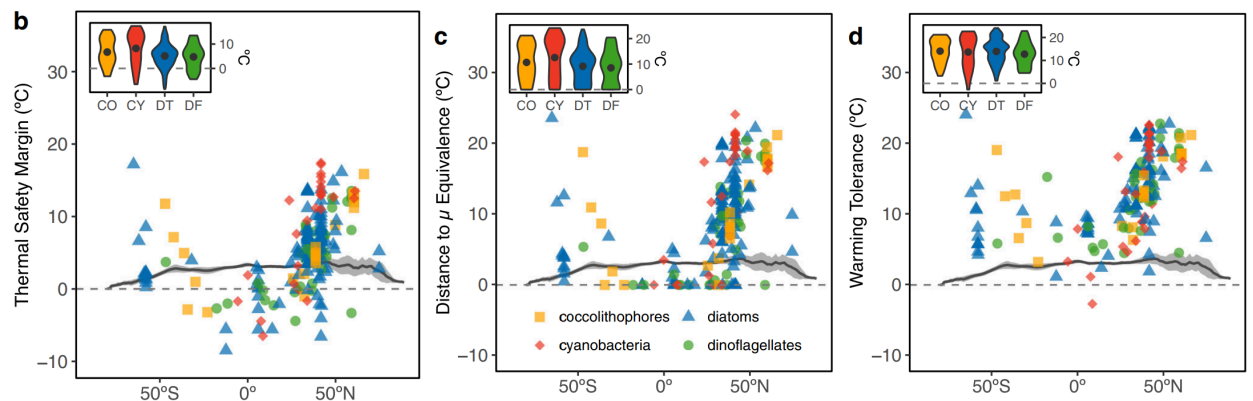 b
Thermal Safety Margin (ºC)
30
20
10
0
−10
50ºS
0º
50ºN
10
0
ºC
CO
CY
DT
DF
c
Distance to μ Equivalence (ºC)
30
20
10
0
−10
50ºS
0º
50ºN
20
10
0
ºC
CO
CY
DT
DF
coccolithophores
diatoms
cyanobacteria
dinoflagellates
d
Warming Tolerance (ºC)
30
20
10
0
−10
50ºS
0º
50ºN
20
10
0
ºC
CO
CY
DT
DF